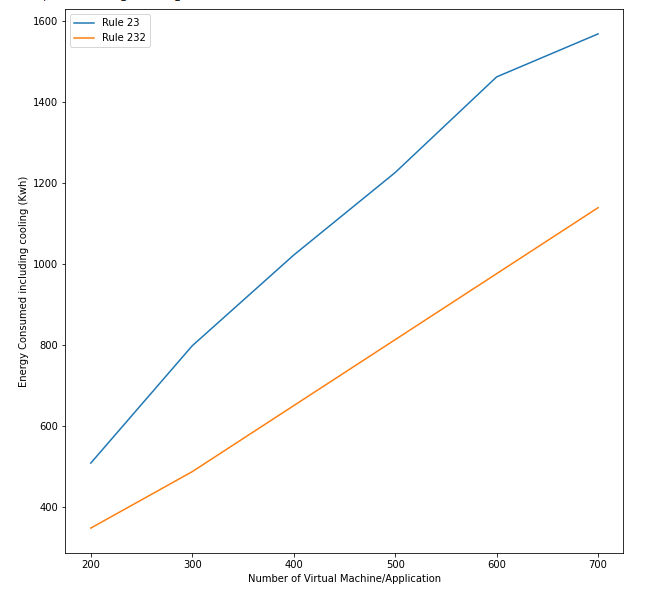 Rule 23
Rule 232
1600
1400
1200
1000
800
600
400
Energy Consumed including cooling (Kwh)
200 300 400 500 600 700
Number of Virtual Machine/Application